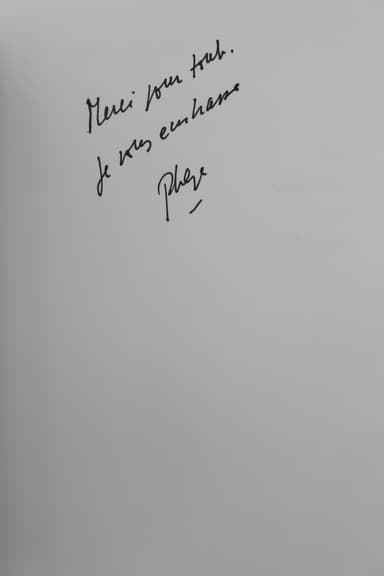 Merci pour tout.
Je vous embrasse